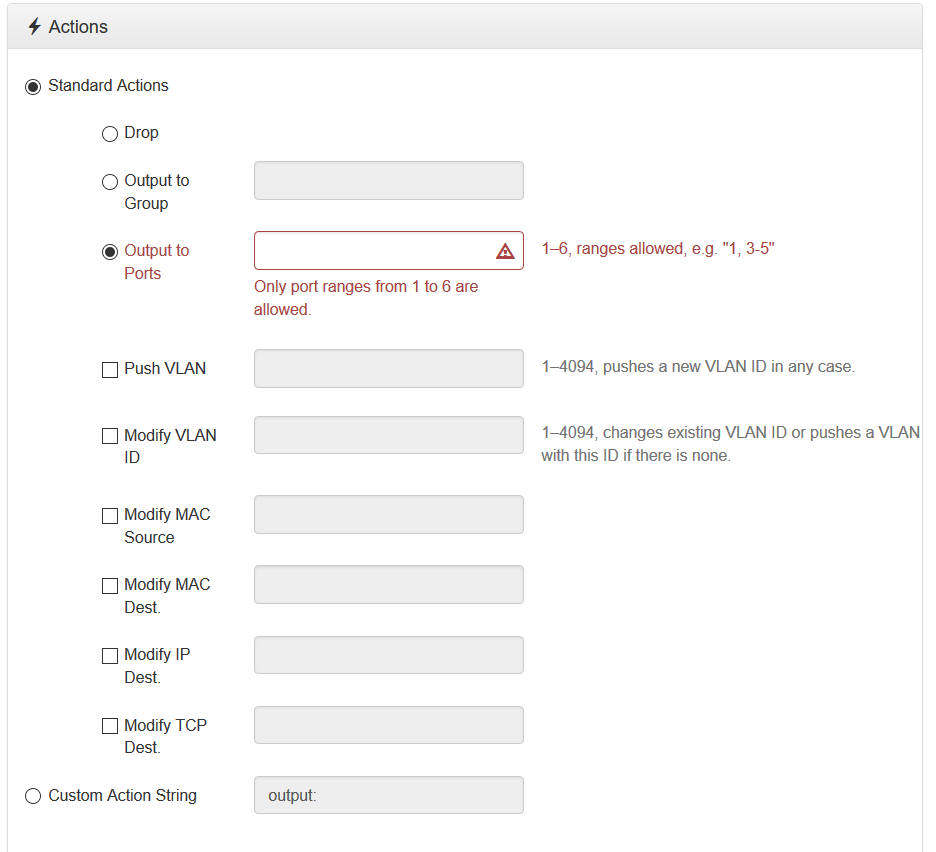 Actions
Standard Actions
Drop
Output to
Group
Output to
Ports
1–6, ranges allowed, e.g. "1, 3-5"
Only port ranges from 1 to 6 are
allowed.
Push VLAN
1–4094, pushes a new VLAN ID in any case.
Modify VLAN
ID
1–4094, changes existing VLAN ID or pushes a VLAN
with this ID if there is none.
Modify MAC
Source
Modify MAC
Dest.
Modify IP
Dest.
Modify TCP
Dest.
Custom Action String
output: